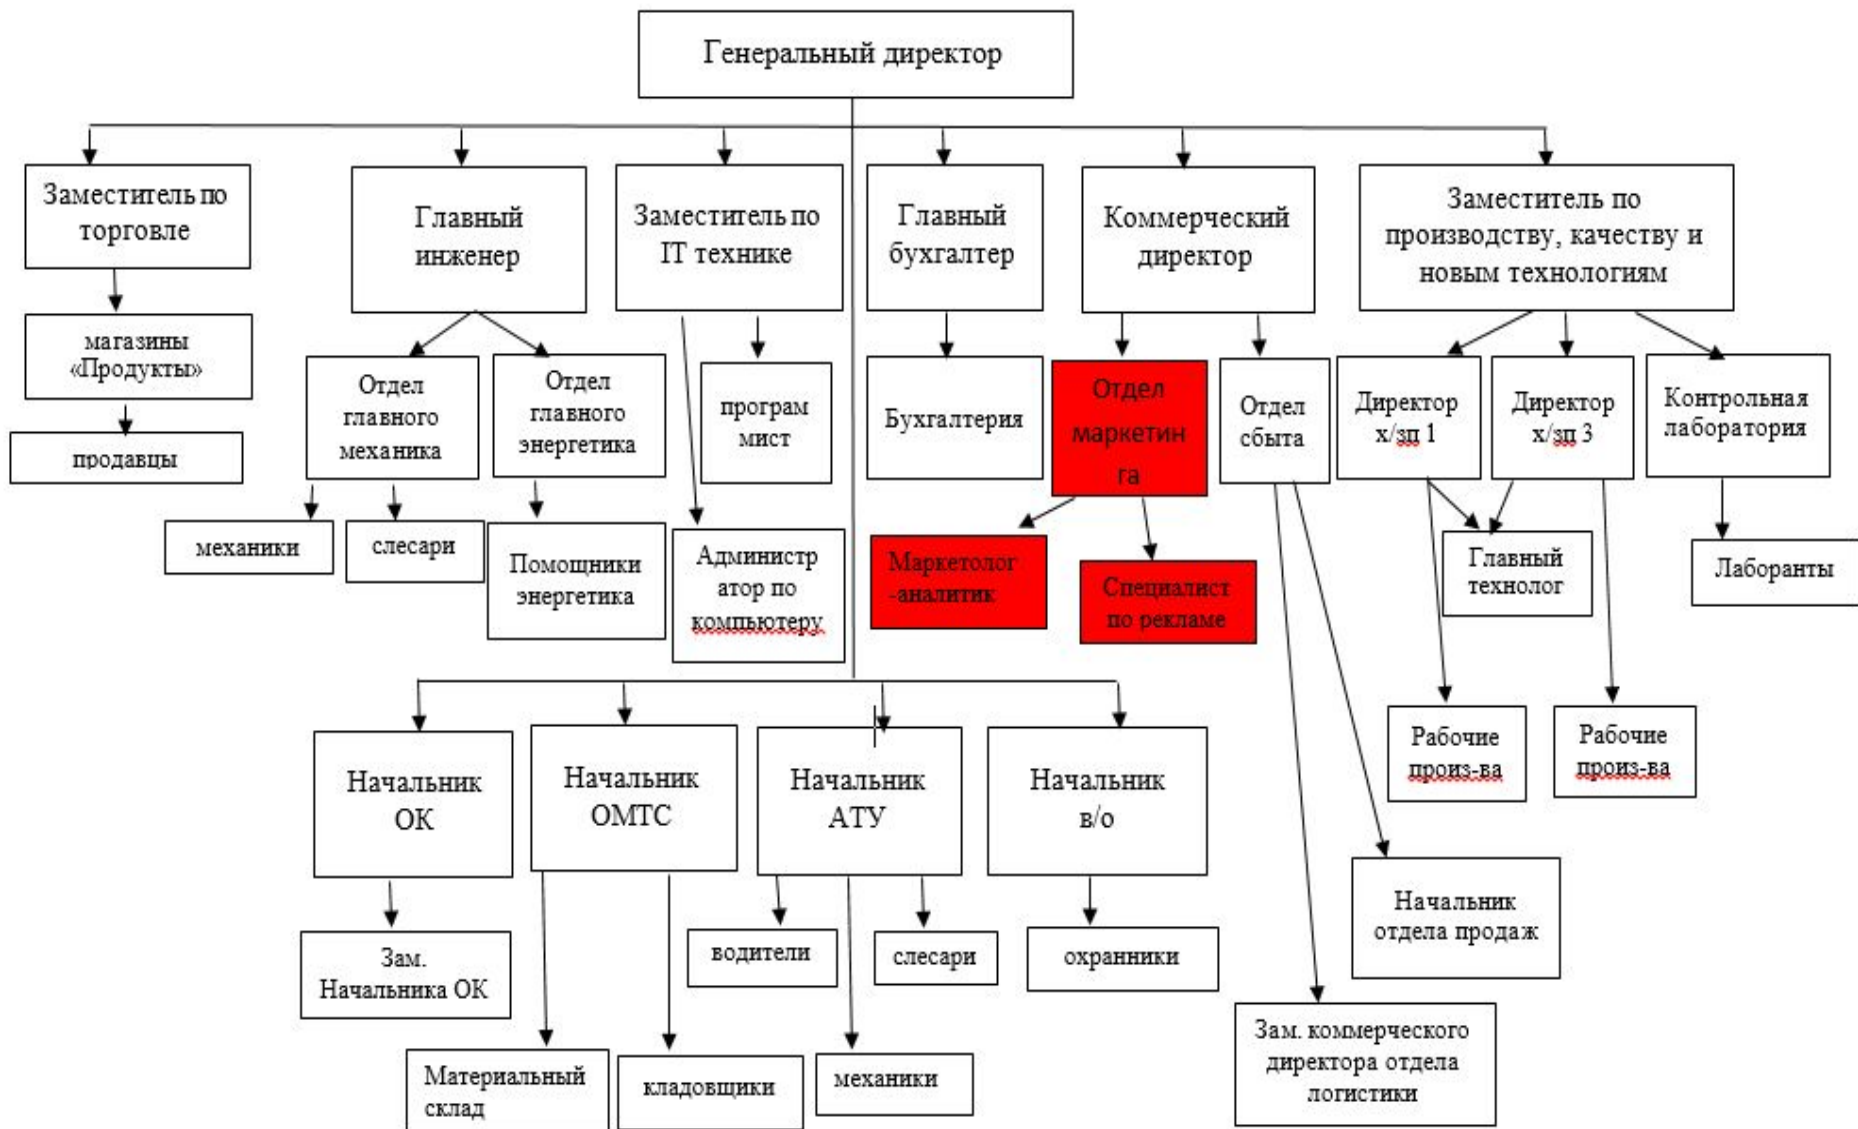 Генеральный директор
Заместитель по
торговле
Главный
инженер
Заместитель по
IT технике
Главный
бухгалтер
Коммерческий
директор
Заместитель по
производству, качеству и
новым технологиям
магазины
«Продукты»
продавцы
Отдел
главного
механика
Отдел
главного
энергетика
програм
мист
Бухгалтерия
Отдел
маркетин
га
Отдел
сбыта
Директор
х/зп 1
Директор
х/зп 3
Контрольная
лаборатория
механики
слесари
Помощники
энергетика
Администр
атор по
компьютеру
Маркетолог
-аналитик
Специалист
по рекламе
Главный
технолог
Лаборанты
Рабочие
произ-ва
Рабочие
произ-ва
Начальник
ОК
Начальник
ОМТС
Начальник
АТУ
Начальник
в/о
Начальник
отдела продаж
Зам.
Начальника ОК
водители
слесари
охранники
Материальный
склад
кладовщики
механики
Зам. коммерческого
директора отдела
логистики